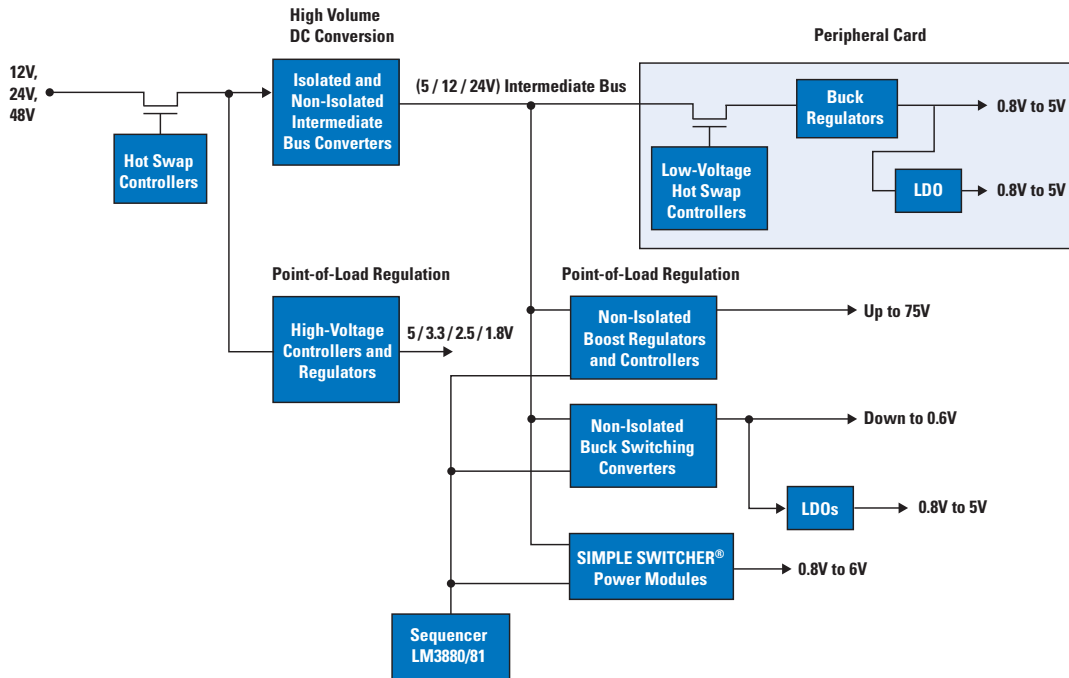 High Volume
DC Conversion
Peripheral Card
12V,
24V,
48V
Isolated and
Non-Isolated
Intermediate
Bus Converters
(5 / 12 / 24V) Intermediate Bus
Buck
Regulators
0.8V to 5V
Hot Swap
Controllers
Low-Voltage
Hot Swap
Controllers
LDO
0.8V to 5V
Point-of-Load Regulation
Point-of-Load Regulation
High-Voltage
Controllers and
Regulators
5 / 3.3 / 2.5 / 1.8V
Non-Isolated
Boost Regulators
and Controllers
Up to 75V
Non-Isolated
Buck Switching
Converters
Down to 0.6V
LDOs
0.8V to 5V
SIMPLE SWITCHER®
Power Modules
0.8V to 6V
Sequencer
LM3880/81